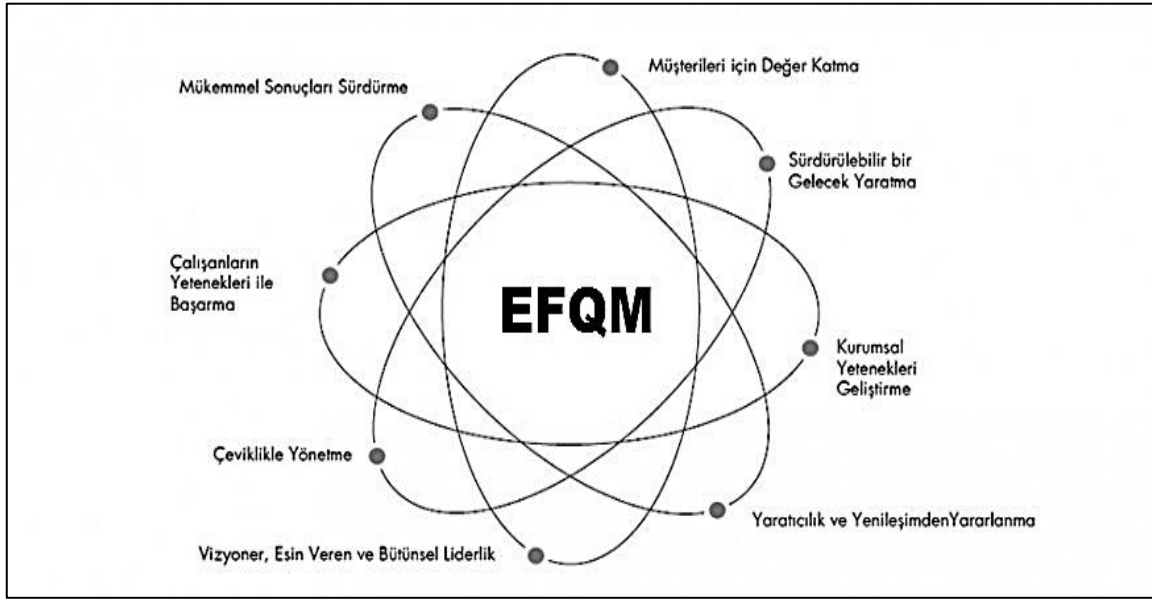 Müşterileri için Değer Katma
Mükemmel Sonuçları Sürdürme
Sürdürülebilir bir
Gelecek Yaratma
Çalışanların
Yetenekleri ile
Başarma
EFQM
Kurumsal
Yetenekleri
Geliştirme
Çeviklikle Yönetme
Yaratıcılık ve YenileşimdenYararlanma
Vizyoner, Esin Veren ve Bütünsel Liderlik